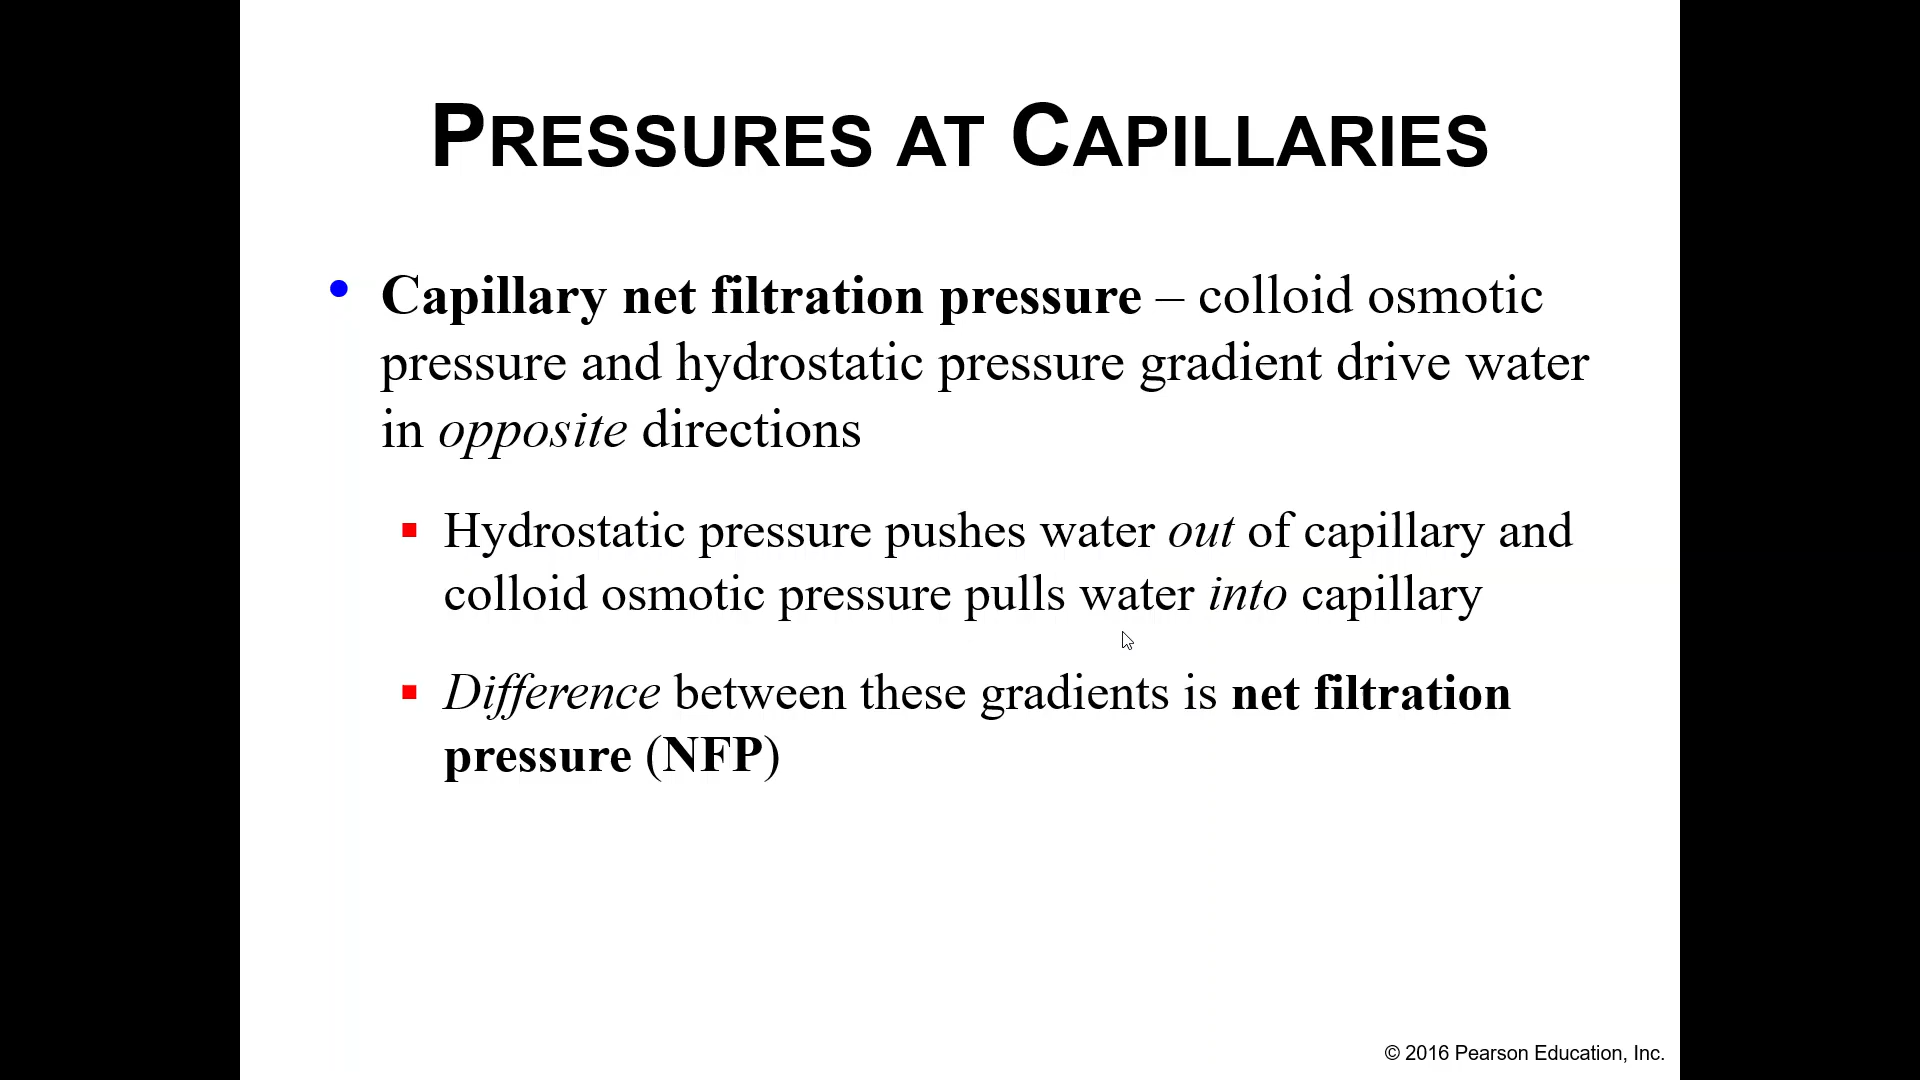 PRESSURES AT CAPILLARIES
• Capillary net filtration pressure – colloid osmotic
pressure and hydrostatic pressure gradient drive water
in opposite directions
▪ Hydrostatic pressure pushes water out of capillary and
colloid osmotic pressure pulls water into capillary
▪ Difference between these gradients is net filtration
pressure (NFP)
© 2016 Pearson Education, Inc.